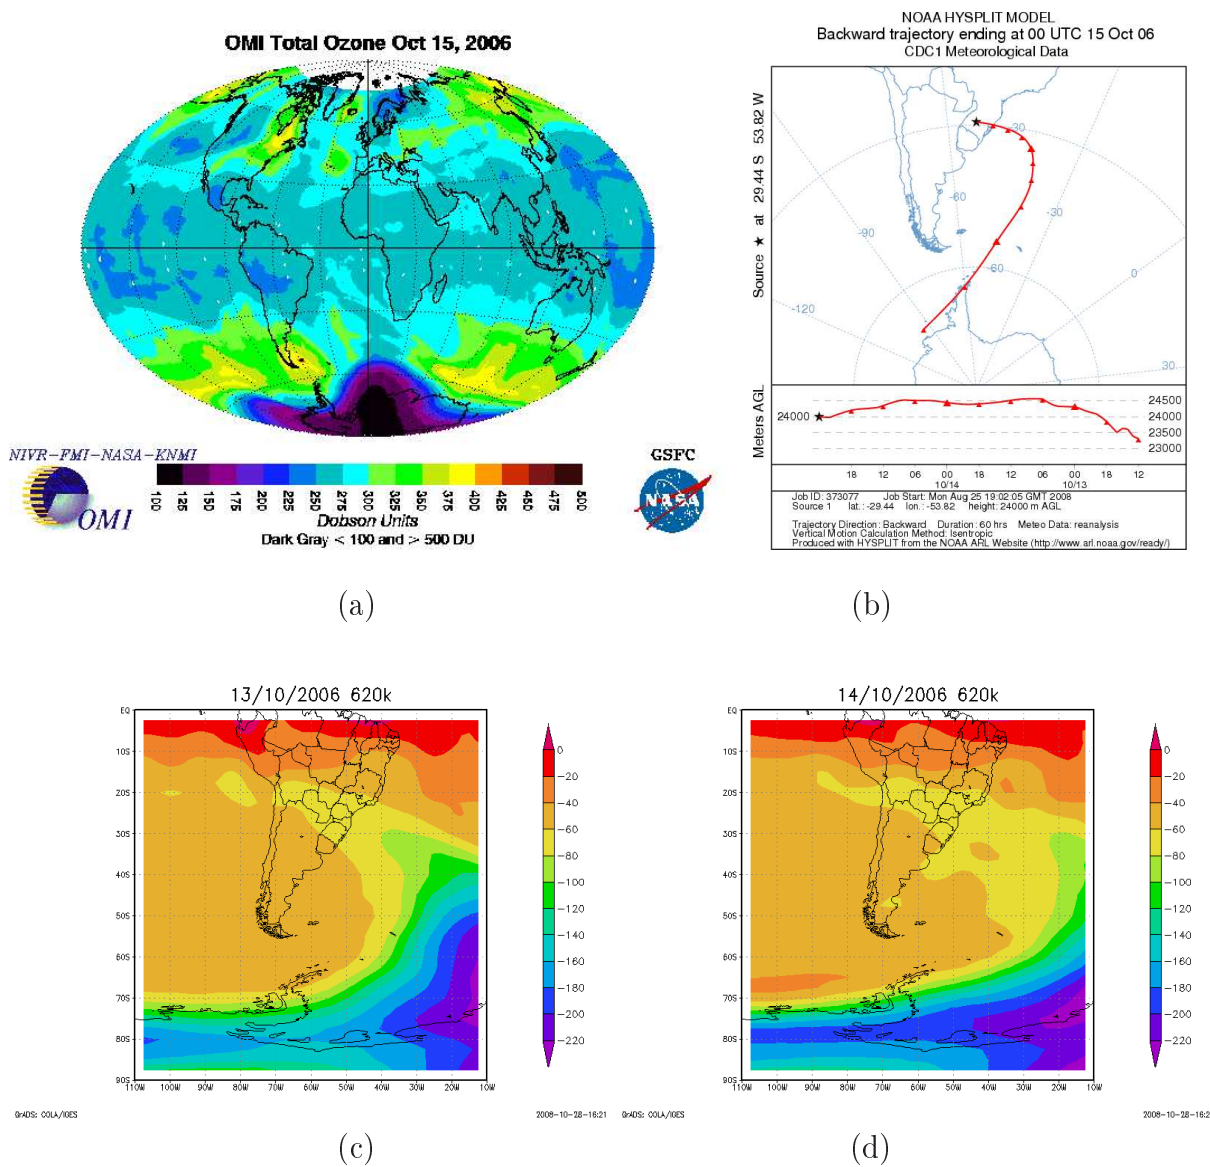 OMI Total Ozone Oct 15, 2006
NIVR-FMI-NASA-KNMI
OMI
100 125 150 175 200 225 250 275 300 325 350 375 400 425 450 475 500
Dobson Units
Dark Gray < 100 and > 500 DU
GSFC
NASA
(a)
NOAA HYSPLIT MODEL
Backward trajectory ending at 00 UTC 15 Oct 06
CDC1 Meteorological Data
Source ★ at 29.44 S 53.82 W
-30
-60
-30
-90
-60
0
-120
30
30
Meters AGL
24000
24500
24000
23500
23000
18 12 06 00 18 12 06 00 18 12
10/14 10/13
Job ID: 373077 Job Start: Mon Aug 25 19:02:05 GMT 2008
Source 1 lat.: -29.44 lon.: -53.82 height: 24000 m AGL
Trajectory Direction: Backward Duration: 60 hrs Meteo Data: reanalysis
Vertical Motion Calculation Method: Isentropic
Produced with HYSPLIT from the NOAA ARL Website (http://www.arl.noaa.gov/ready/)
(b)
13/10/2006 620k
EQ
10S
20S
30S
40S
50S
60S
70S
80S
90S
110W 100W 90W 80W 70W 60W 50W 40W 30W 20W 10W
0
-20
-40
-60
-80
-100
-120
-140
-160
-180
-200
-220
GrADS: COLA/IGES
2008-10-28-16:21
(c)
14/10/2006 620k
EQ
10S
20S
30S
40S
50S
60S
70S
80S
90S
110W 100W 90W 80W 70W 60W 50W 40W 30W 20W 10W
0
-20
-40
-60
-80
-100
-120
-140
-160
-180
-200
-220
GrADS: COLA/IGES
2008-10-28-16:2
(d)